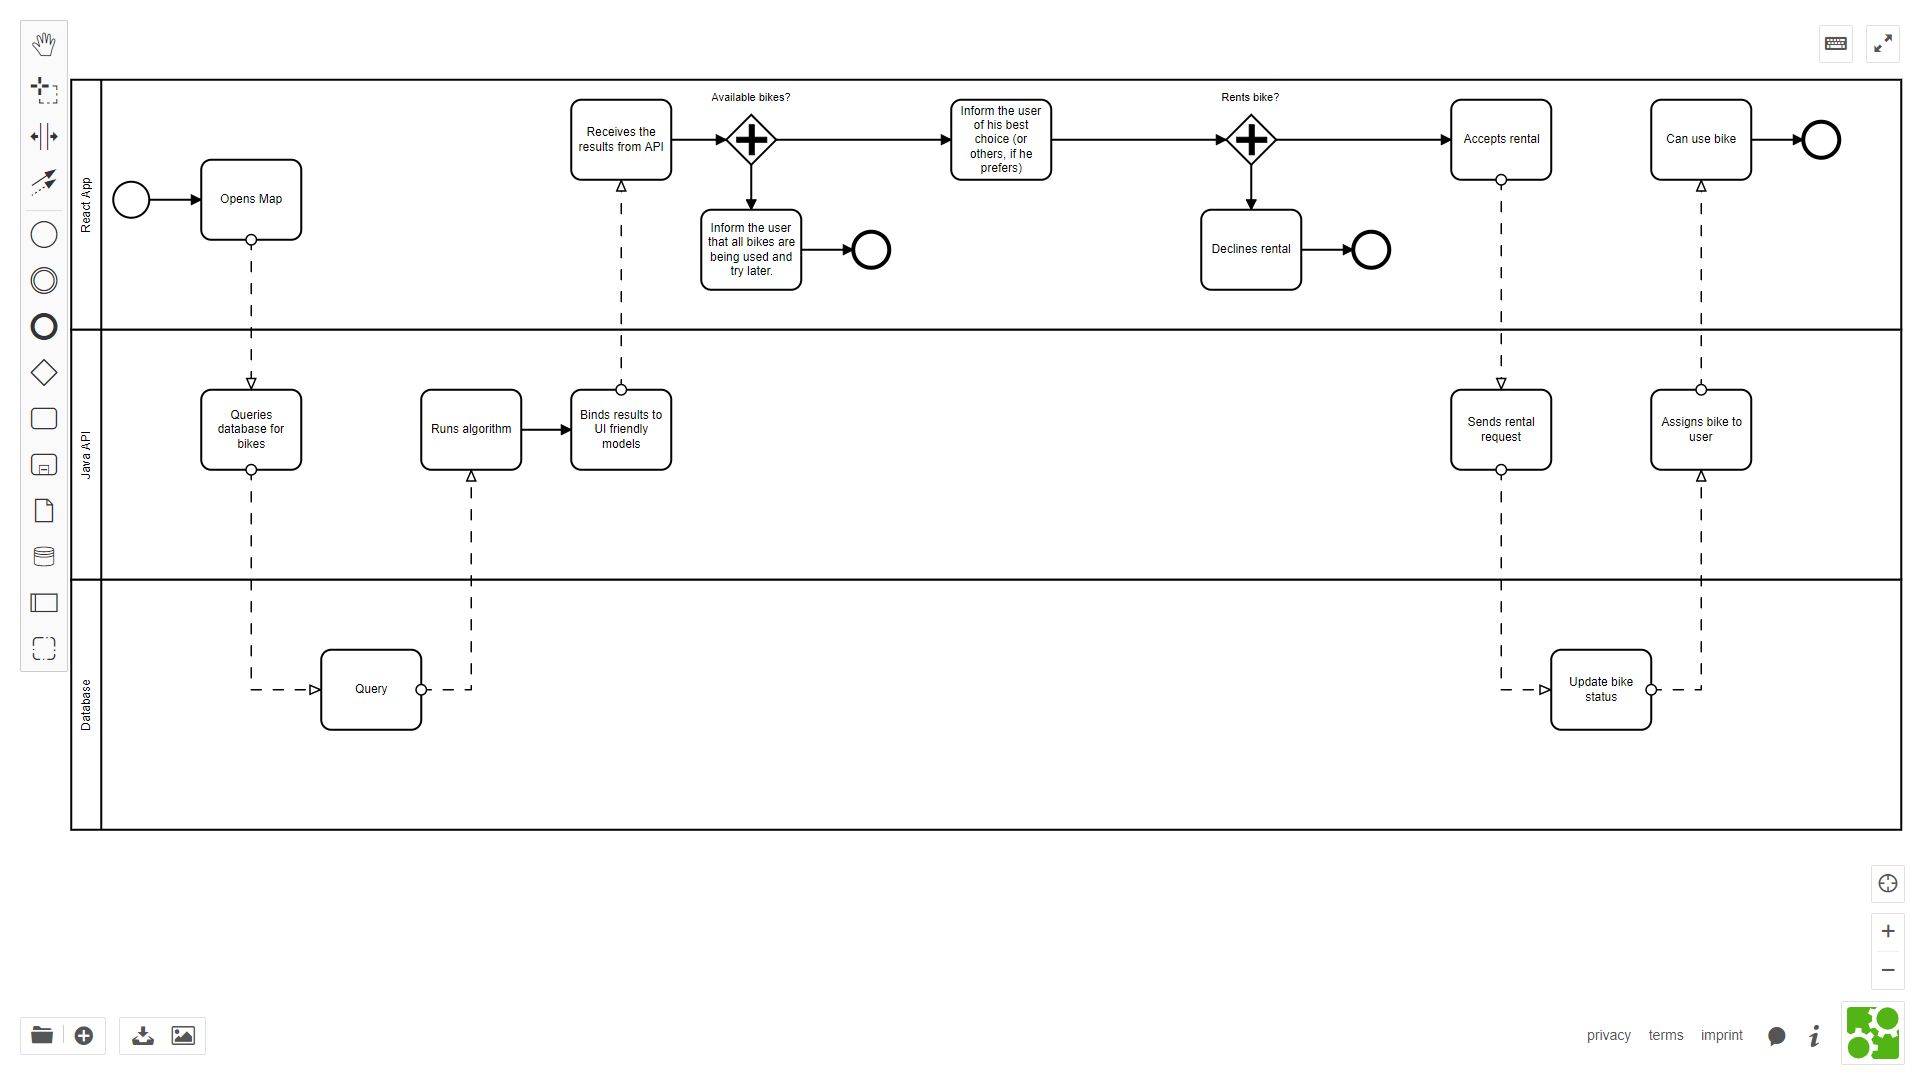 Available bikes?
Rents bike?
React App
Opens Map
Receives the
results from API
Inform the user
of his best
choice (or
others, if he
prefers)
Accepts rental
Can use bike
Inform the user
that all bikes are
being used and
try later.
Declines rental
Java API
Queries
database for
bikes
Runs algorithm
Binds results to
UI friendly
models
Sends rental
request
Assigns bike to
user
Database
Query
Update bike
status
privacy terms imprint